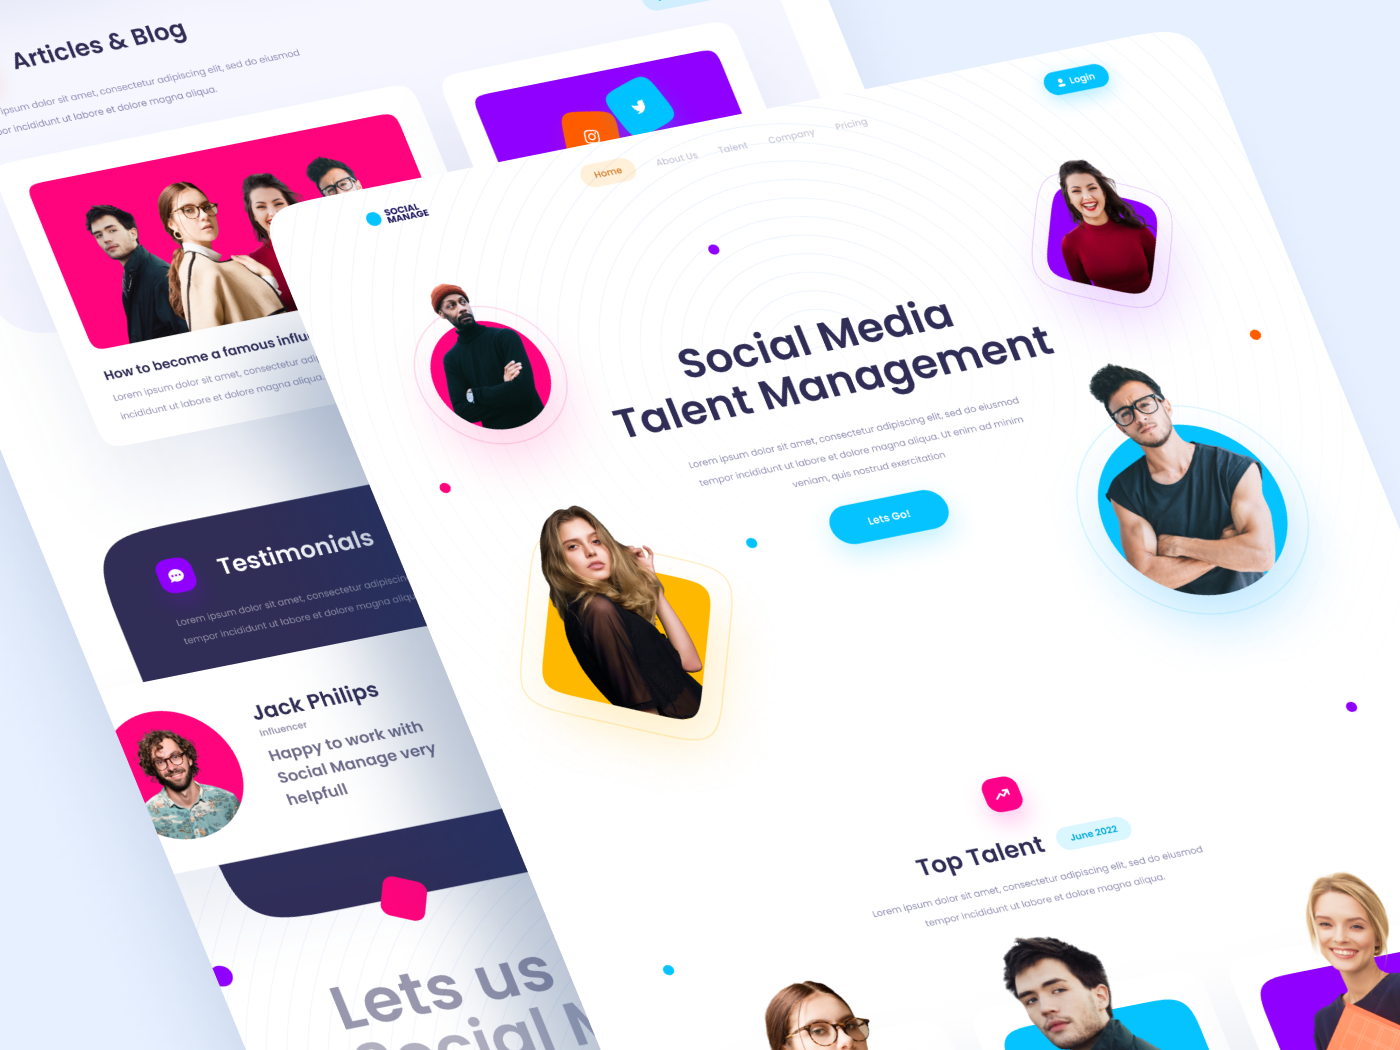 Articles & Blog
ipsum dolor sit amet, consectetur adipiscing elit, sed do eiusmod
incididunt ut labore et dolore magna aliqua.
How to become a famous
Lorem ipsum dolor sit amet, consectetur
incididunt ut labore et dolore magna aliqua.
Testimonials
Lorem ipsum dolor sit amet, consectetur adipiscing
tempor incididunt ut labore et dolore magna
Jack Philips
Influencer
Happy to work with
Social Manage very
helpfull
Lets us
Social
SOCIAL
MANAGE
Home
About Us
Talent
Company
Pricing
Login
Social Media
Talent Management
Lorem ipsum dolor sit amet, consectetur adipiscing elit, sed do eiusmod
tempor incididunt ut labore et dolore magna aliqua. Ut enim ad minim
veniam, quis nostrud exercitation
Lets Go!
Top Talent
June 2022
Lorem ipsum dolor sit amet, consectetur adipiscing elit, sed do eiusmod
tempor incididunt ut labore et dolore magna aliqua.